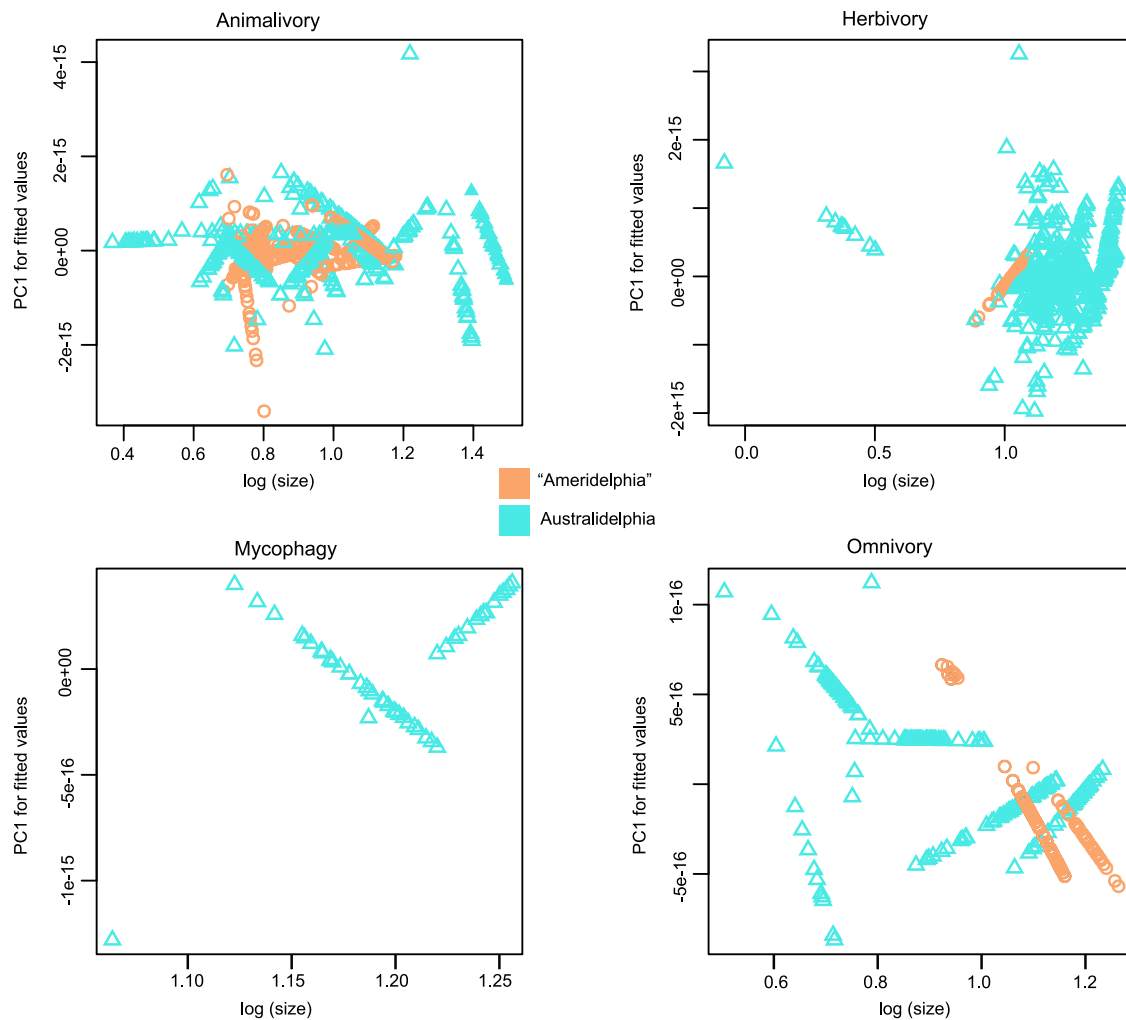 Animalivory
PC1 for fitted values
4e-15
2e-15
0e+00
-2e-15
0.4 0.6 0.8 1.0 1.2 1.4
log (size)
Herbivory
PC1 for fitted values
2e-15
0e+00
-2e+15
0.0 0.5 1.0
log (size)
"Ameridelphia"
Australidelphia
Mycophagy
PC1 for fitted values
0e+00
-5e-16
-1e-15
1.10 1.15 1.20 1.25
log (size)
Omnivory
PC1 for fitted values
1e-16
5e-16
-5e-16
0.6 0.8 1.0 1.2
log (size)